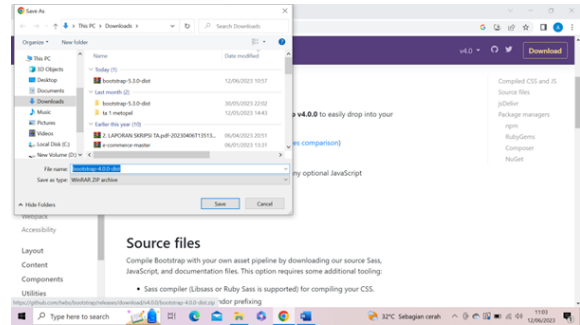 Save As
This PC > Downloads >
Search Downloads
Organize
New folder
This PC
3D Objects
Desktop
Documents
Downloads
Music
Pictures
Videos
Local Disk (C:)
New Volume (D:)
Name
Date modified
Today (1)
bootstrap-5.3.0-dist
12/06/2023 10:57
Last month (2)
bootstrap-5.3.0-dist
30/05/2023 22:02
ta 1 metopel
12/05/2023 14:43
Earlier this year (19)
2. LAPORAN SKRIPSI TA.pdf-20230406T13513...
06/04/2023 20:51
e-commerce-master
06/01/2023 13:31
File name:
bootstrap-4.0.0-dist
Save as type:
WinRAR ZIP archive
Hide Folders
Save
Cancel
v4.0
Download
p v4.0.0 to easily drop into your
es comparison)
ny optional JavaScript
Compiled CSS and JS
Source files
jsDelivr
Package managers
npm
RubyGems
Composer
NuGet
Webpack
Accessibility
Layout
Content
Components
Utilities
Source files
Compile Bootstrap with your own asset pipeline by downloading our source Sass,
JavaScript, and documentation files. This option requires some additional tooling:
Sass compiler (Libsass or Ruby Sass is supported) for compiling your CSS.
ndor prefixing
https://github.com/twbs/bootstrap/releases/download/v4.0.0/bootstrap-4.0.0-dist.zip
Type here to search
32°C Sebagian cerah
11:03
12/06/2023